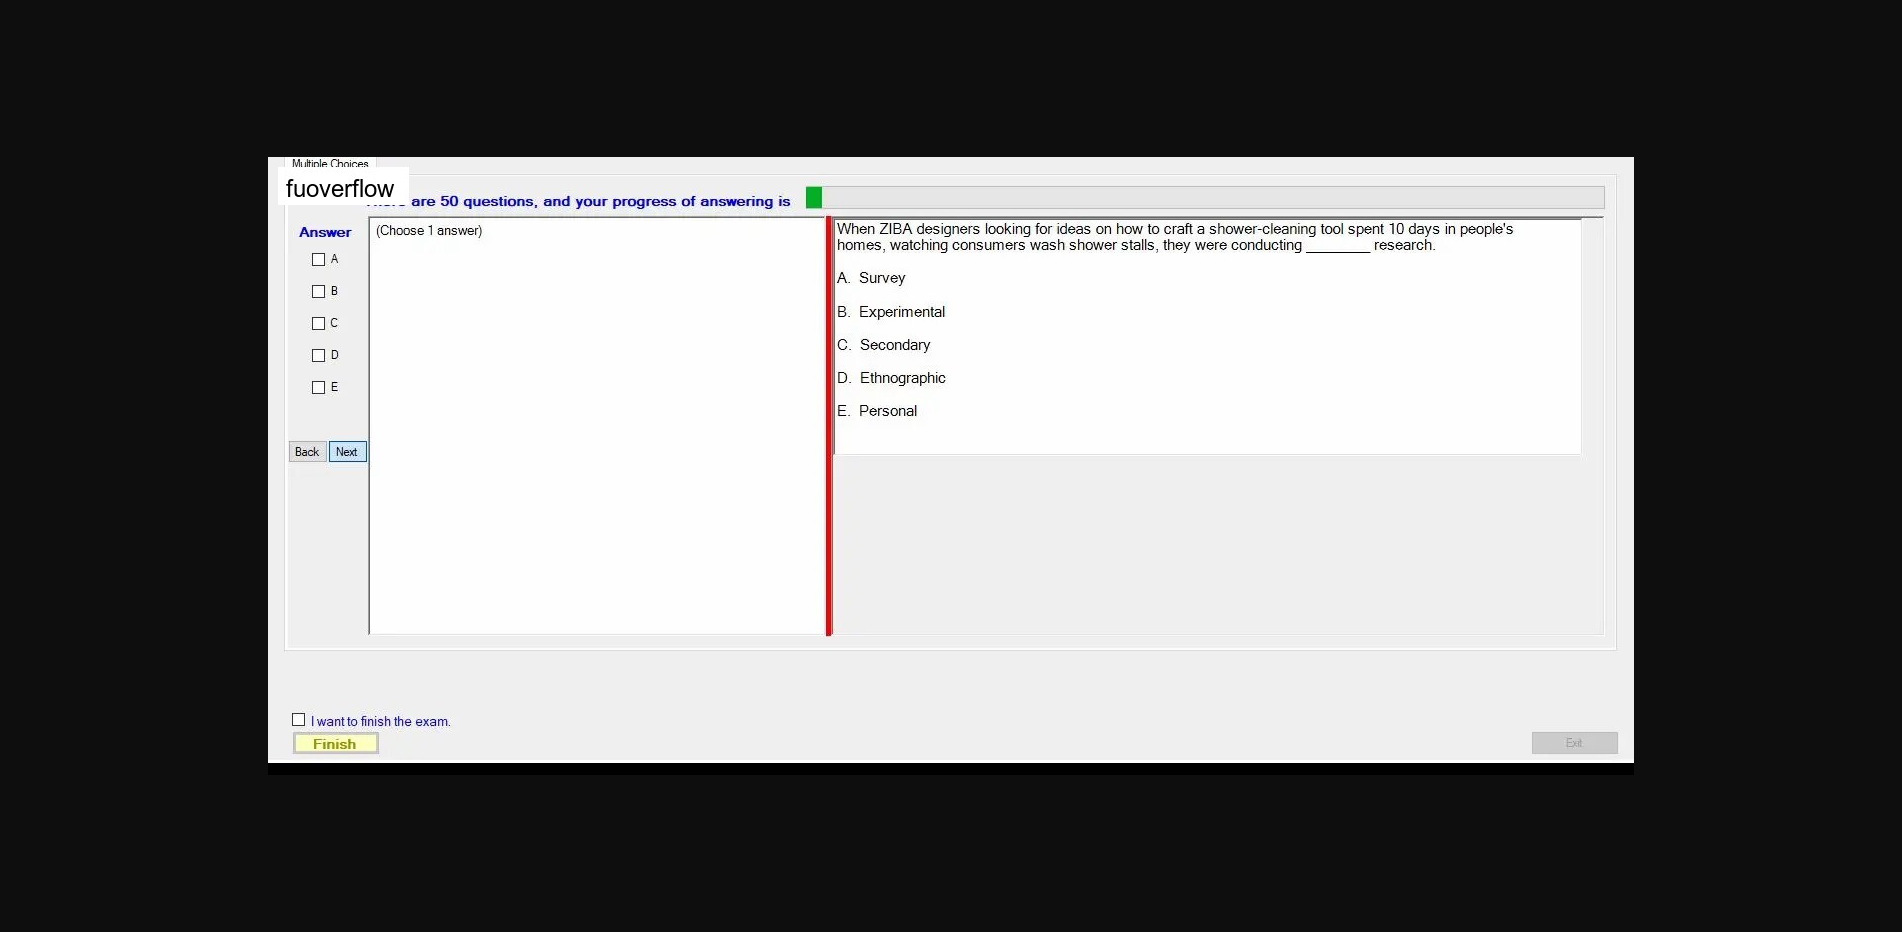 Multiple Choices
fuoverflow
are 50 questions, and your progress of answering is
Answer
(Choose 1 answer)
A
B
C
D
E
Back Next
When ZIBA designers looking for ideas on how to craft a shower-cleaning tool spent 10 days in people's
homes, watching consumers wash shower stalls, they were conducting ________ research.
A. Survey
B. Experimental
C. Secondary
D. Ethnographic
E. Personal
I want to finish the exam.
Finish
Exit